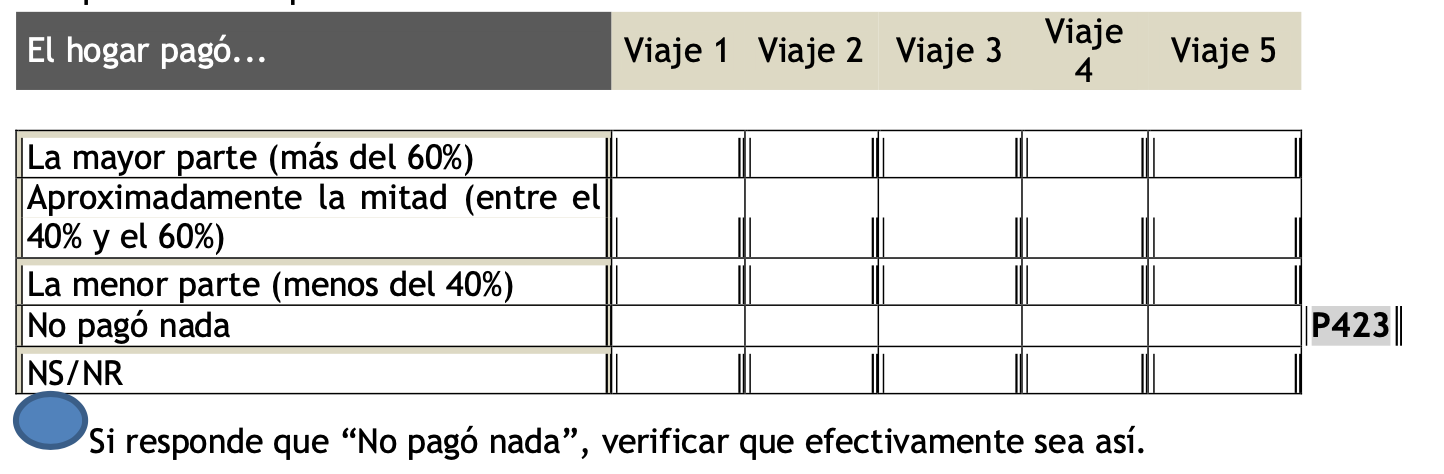 El hogar pagó... Viaje 1 Viaje 2 Viaje 3 Viaje 4 Viaje 5
La mayor parte (más del 60%)
Aproximadamente la mitad (entre el
40% y el 60%)
La menor parte (menos del 40%)
No pagó nada P423
NS/NR
Si responde que “No pagó nada”, verificar que efectivamente sea así.